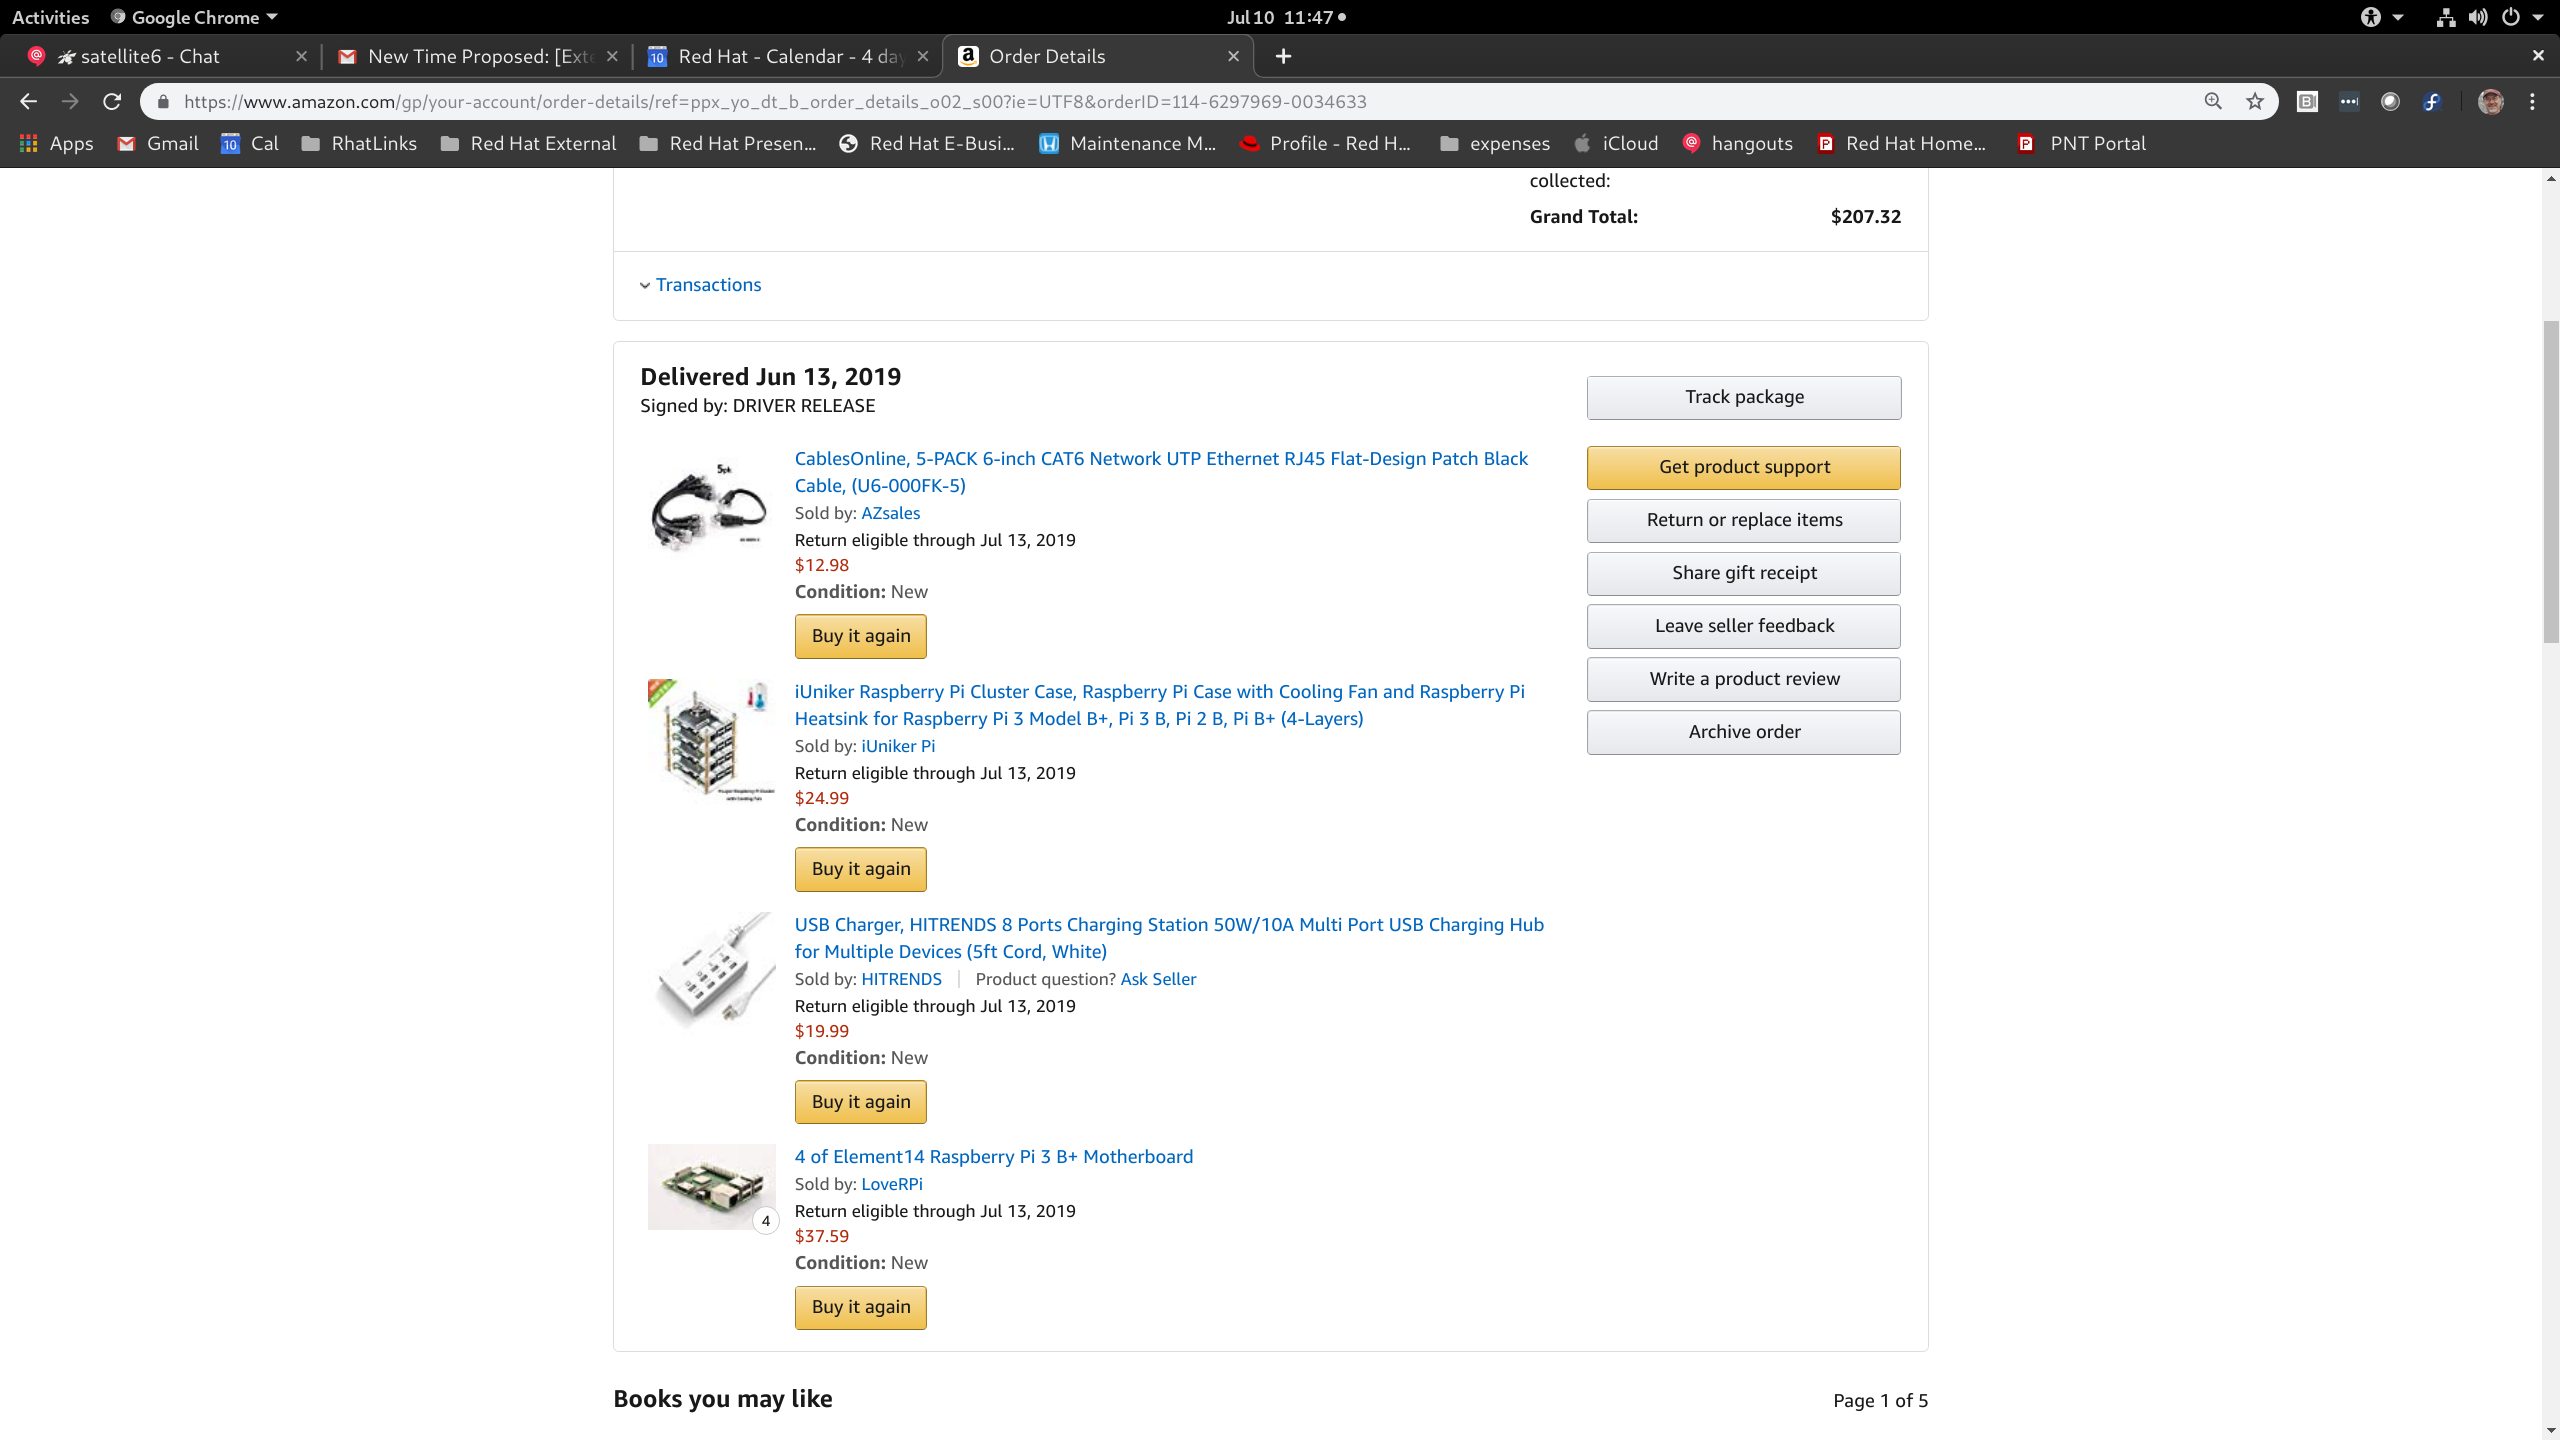 Activities Google Chrome Jul 10 11:47
satellite6 - Chat New Time Proposed: [Exte Red Hat - Calendar - 4 day Order Details
https://www.amazon.com/gp/your-account/order-details/ref=ppx_yo_dt_b_order_details_o02_s00?ie=UTF8&orderID=114-6297969-0034633
Apps Gmail Cal RhatLinks Red Hat External Red Hat Presen... Red Hat E-Busi... Maintenance M... Profile - Red H... expenses iCloud hangouts Red Hat Home... PNT Portal
collected:
Grand Total: $207.32
Transactions
Delivered Jun 13, 2019
Signed by: DRIVER RELEASE
Track package
Get product support
Return or replace items
Share gift receipt
Leave seller feedback
Write a product review
Archive order
5pk
CablesOnline, 5-PACK 6-inch CAT6 Network UTP Ethernet RJ45 Flat-Design Patch Black
Cable, (U6-000FK-5)
Sold by: AZsales
Return eligible through Jul 13, 2019
$12.98
Condition: New
Buy it again
iUniker Raspberry Pi Cluster Case, Raspberry Pi Case with Cooling Fan and Raspberry Pi
Heatsink for Raspberry Pi 3 Model B+, Pi 3 B, Pi 2 B, Pi B+ (4-Layers)
Sold by: iUniker Pi
Return eligible through Jul 13, 2019
$24.99
Condition: New
Buy it again
USB Charger, HITRENDS 8 Ports Charging Station 50W/10A Multi Port USB Charging Hub
for Multiple Devices (5ft Cord, White)
Sold by: HITRENDS Product question? Ask Seller
Return eligible through Jul 13, 2019
$19.99
Condition: New
Buy it again
4 of Element14 Raspberry Pi 3 B+ Motherboard
Sold by: LoveRPi
Return eligible through Jul 13, 2019
4
$37.59
Condition: New
Buy it again
Books you may like
Page 1 of 5